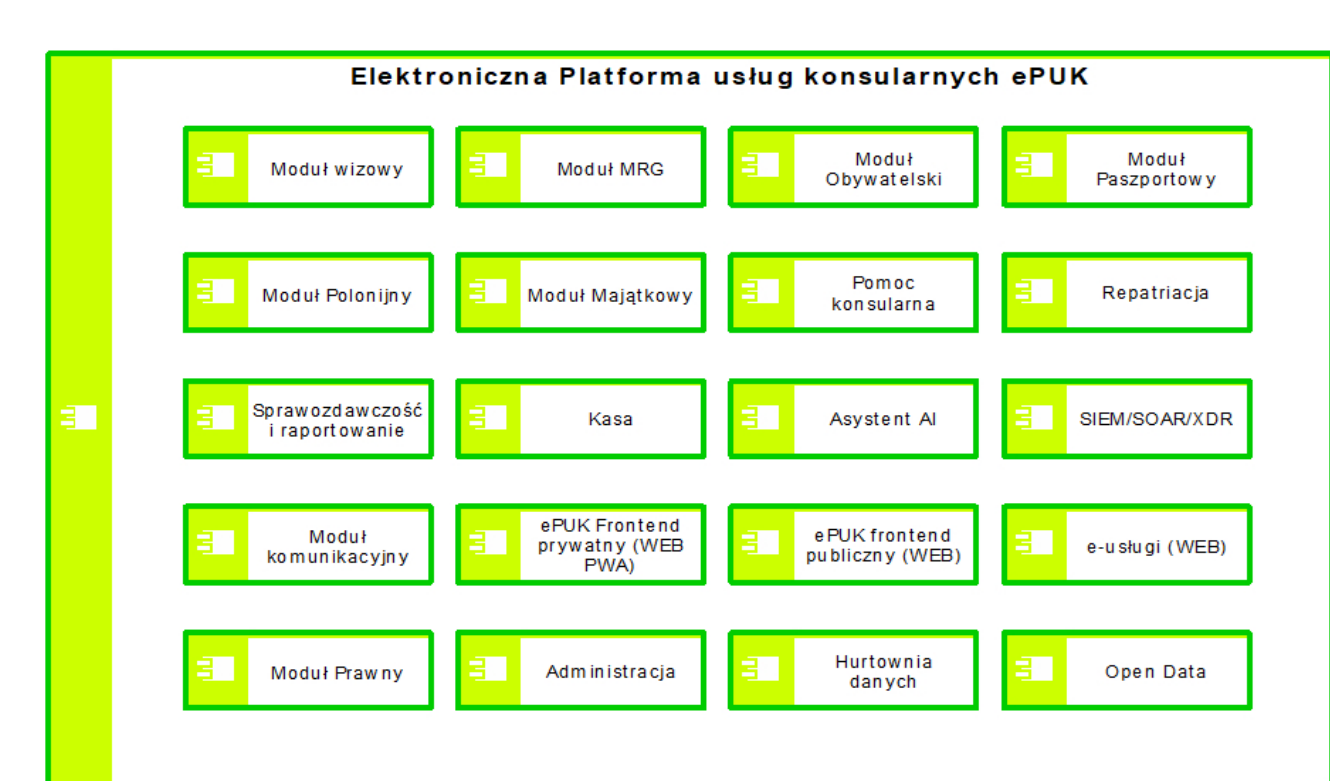 Elektroniczna Platforma usług konsularnych ePUK
Moduł wizowy
Moduł MRG
Moduł
Obywatelski
Moduł
Paszportowy
Moduł Polonijny
Moduł Majątkowy
Pomoc
konsularna
Repatriacja
Sprawozdawczość
i raportowanie
Kasa
Asystent AI
SIEM/SOAR/XDR
Moduł
komunikacyjny
ePUK Frontend
prywatny (WEB
PWA)
ePUK frontend
publiczny (WEB)
e-usługi (WEB)
Moduł Prawny
Administracja
Hurtownia
danych
Open Data